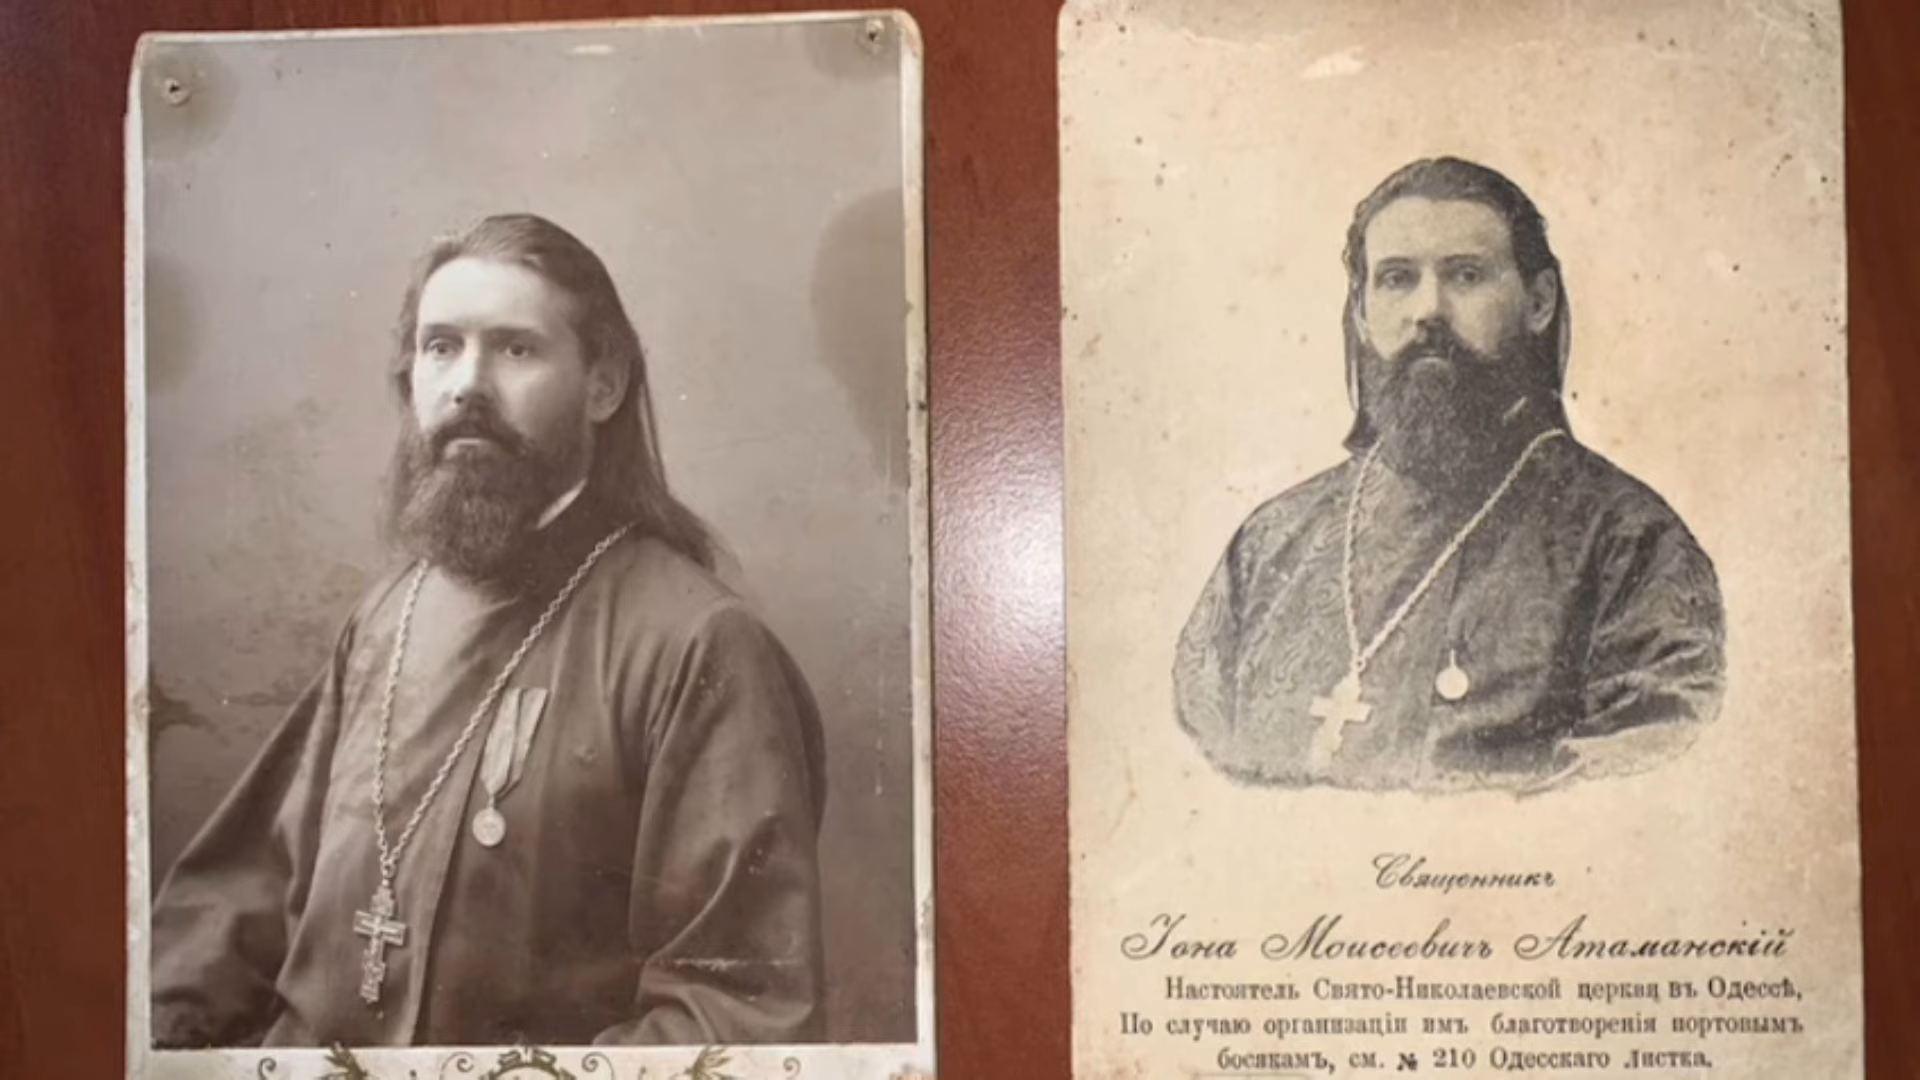 Священникъ
Іона Моисеевичъ Атаманскій
Настоятель Свято-Николаевской церкви въ Одессѣ,
По случаю организаціи имъ благотворенія портовымъ
босякамъ, см. № 210 Одесскаго Листка.